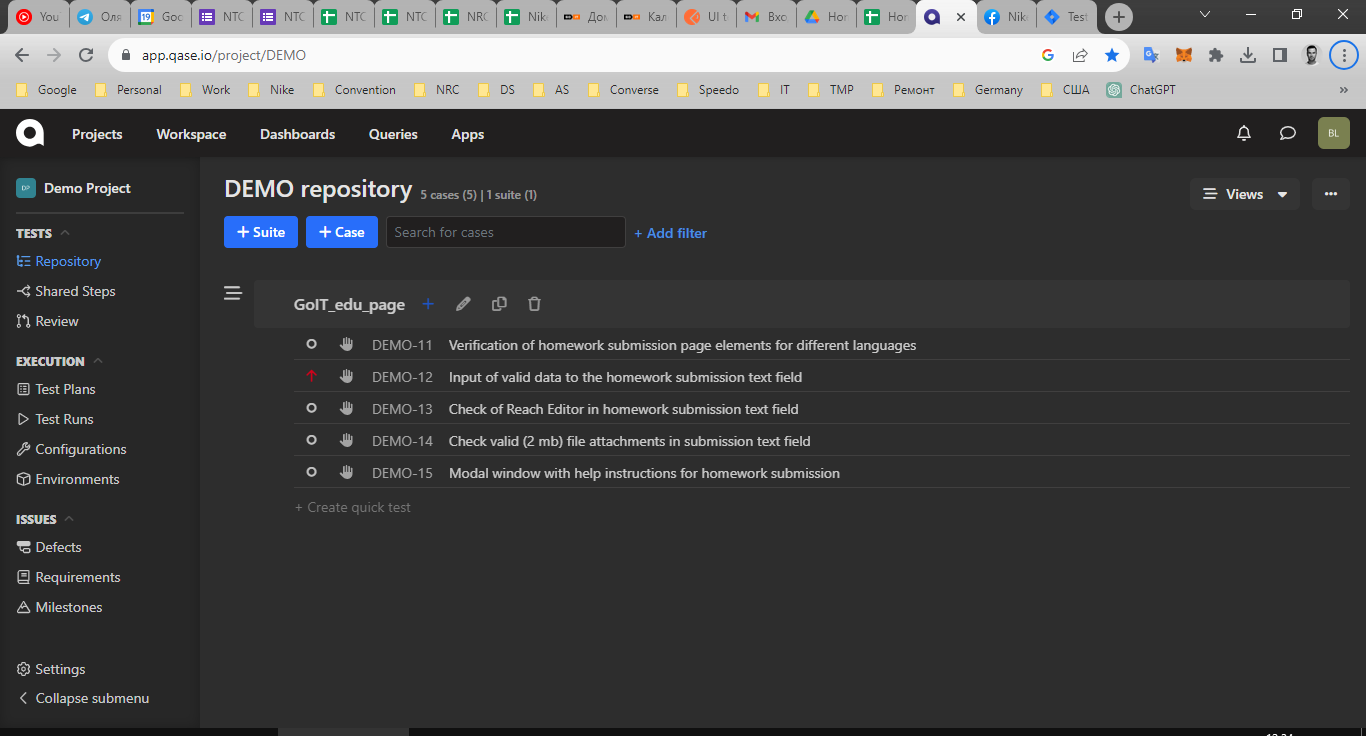 You
Оля
19 Goc
NTC
NTC
NTC
NTC
NRC
Nike
Дом
Кал
UI t
Вхо
Hor
Hor
Nik
Test
app.qase.io/project/DEMO
Google Personal Work Nike Convention NRC DS AS Converse Speedo IT TMP Ремонт Germany США ChatGPT »
Projects Workspace Dashboards Queries Apps BL
DP Demo Project
TESTS
Repository
Shared Steps
Review
EXECUTION
Test Plans
Test Runs
Configurations
Environments
ISSUES
Defects
Requirements
Milestones
Settings
Collapse submenu
DEMO repository 5 cases (5) | 1 suite (1)
Views
+ Suite + Case Search for cases + Add filter
GoIT_edu_page
DEMO-11 Verification of homework submission page elements for different languages
DEMO-12 Input of valid data to the homework submission text field
DEMO-13 Check of Reach Editor in homework submission text field
DEMO-14 Check valid (2 mb) file attachments in submission text field
DEMO-15 Modal window with help instructions for homework submission
+ Create quick test